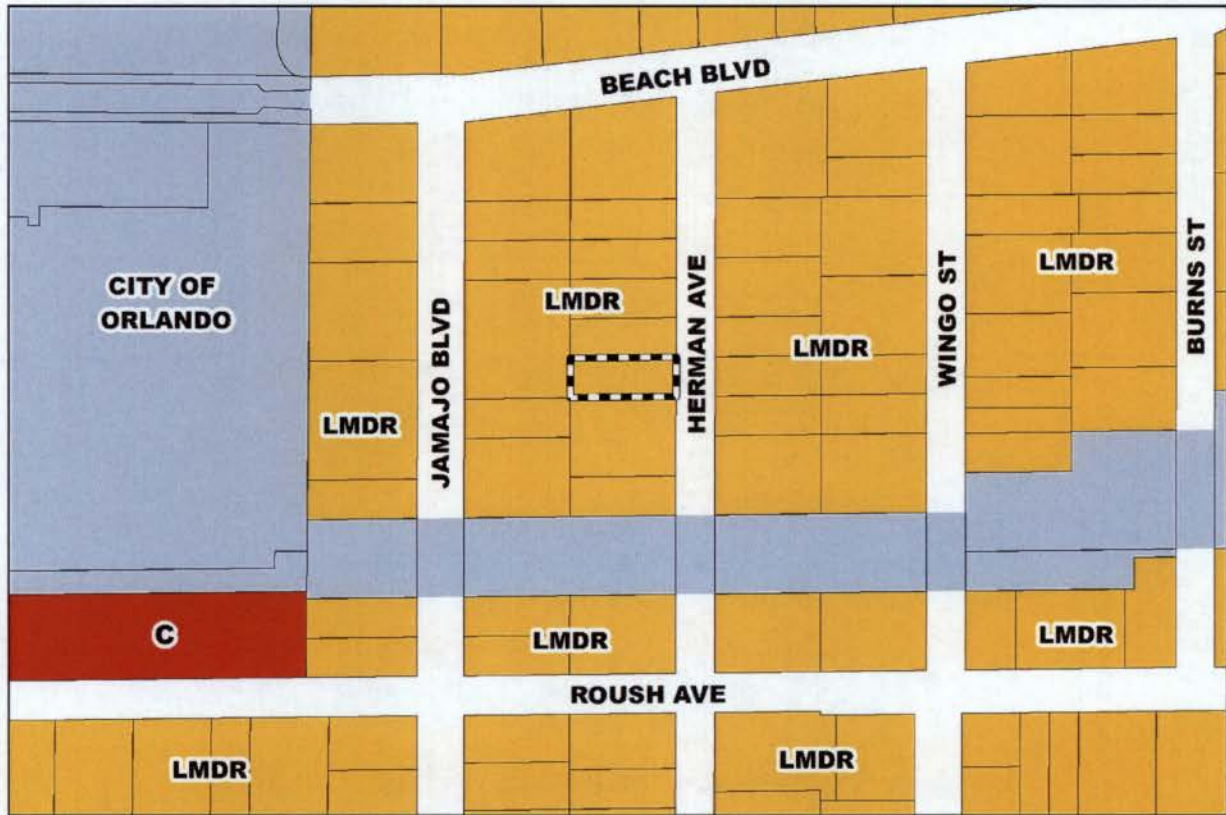 BEACH BLVD
CITY OF
ORLANDO
LMDR
LMDR
LMDR
LMDR
JAMAJO BLVD
HERMAN AVE
WINGO ST
BURNS ST
C
LMDR
LMDR
ROUSH AVE
LMDR
LMDR